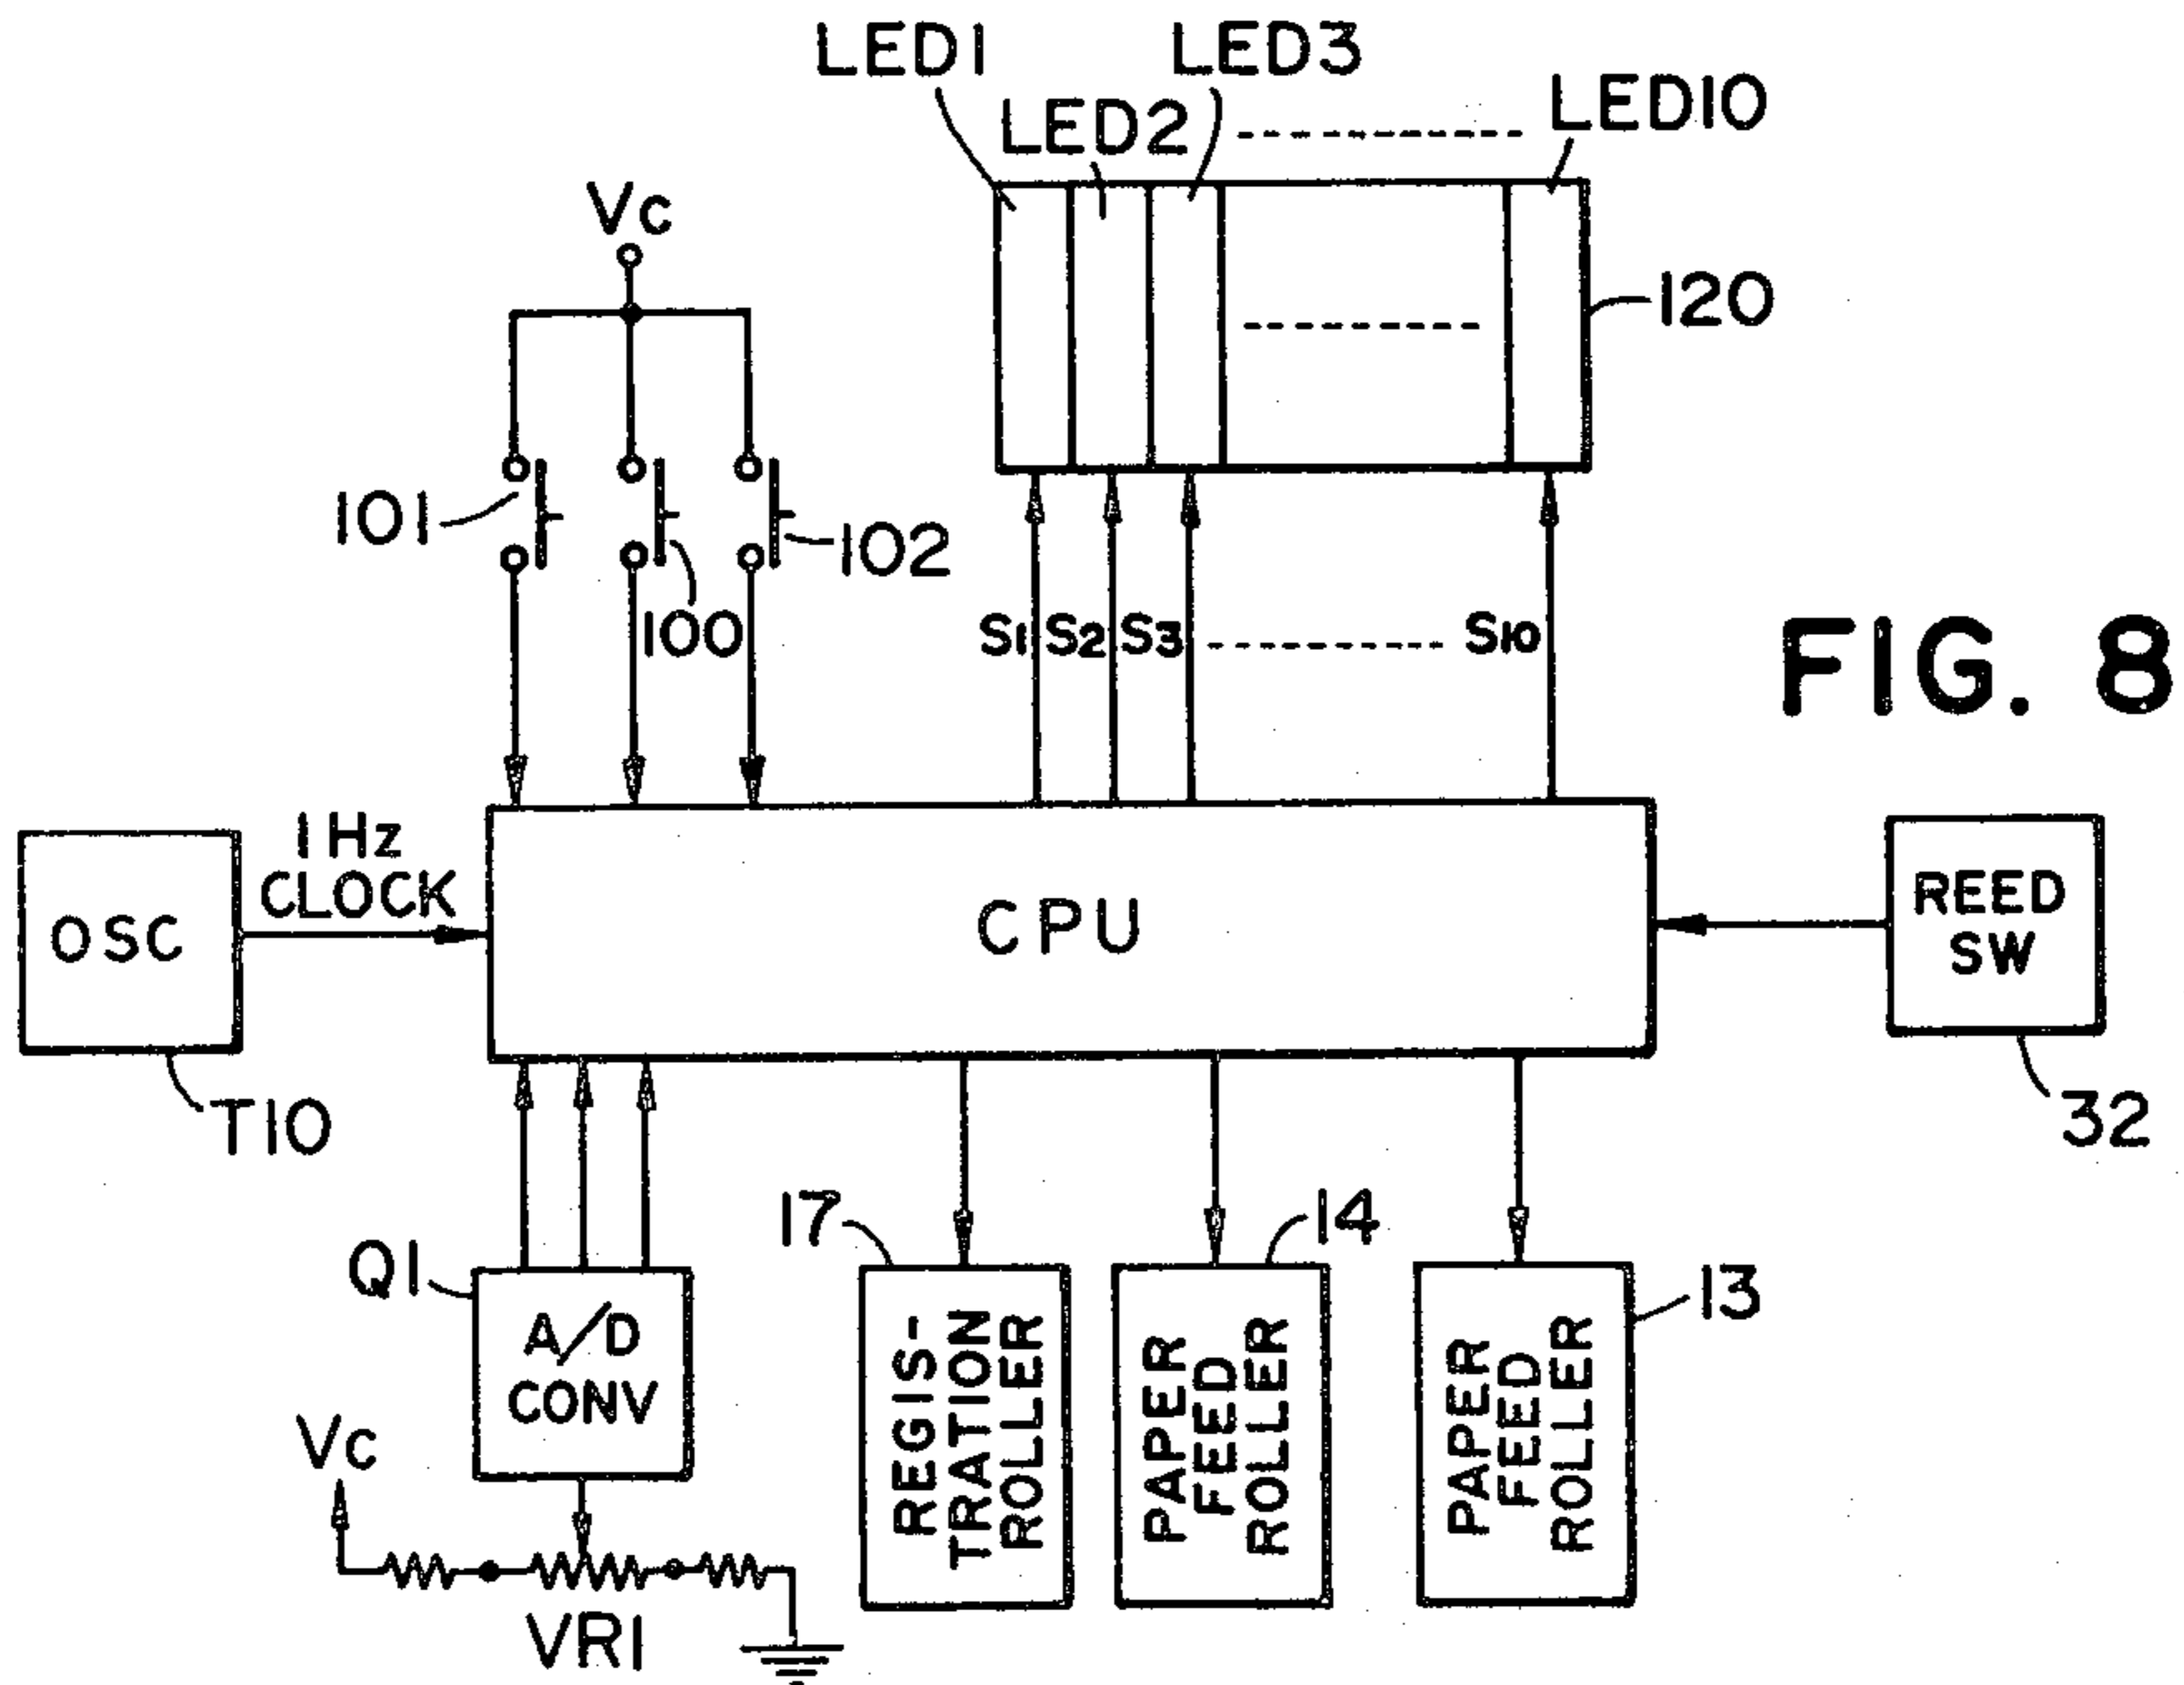 LED1
LED3
LED2
LED10
Vc
120
101
102
100
S1 S2 S3 S10
FIG. 8
1Hz
CLOCK
OSC
CPU
REED
SW
T10
32
17
14
Q1
13
A/D
CONV
Vc
REGIS-
TRATION
ROLLER
PAPER
FEED
ROLLER
PAPER
FEED
ROLLER
VR1